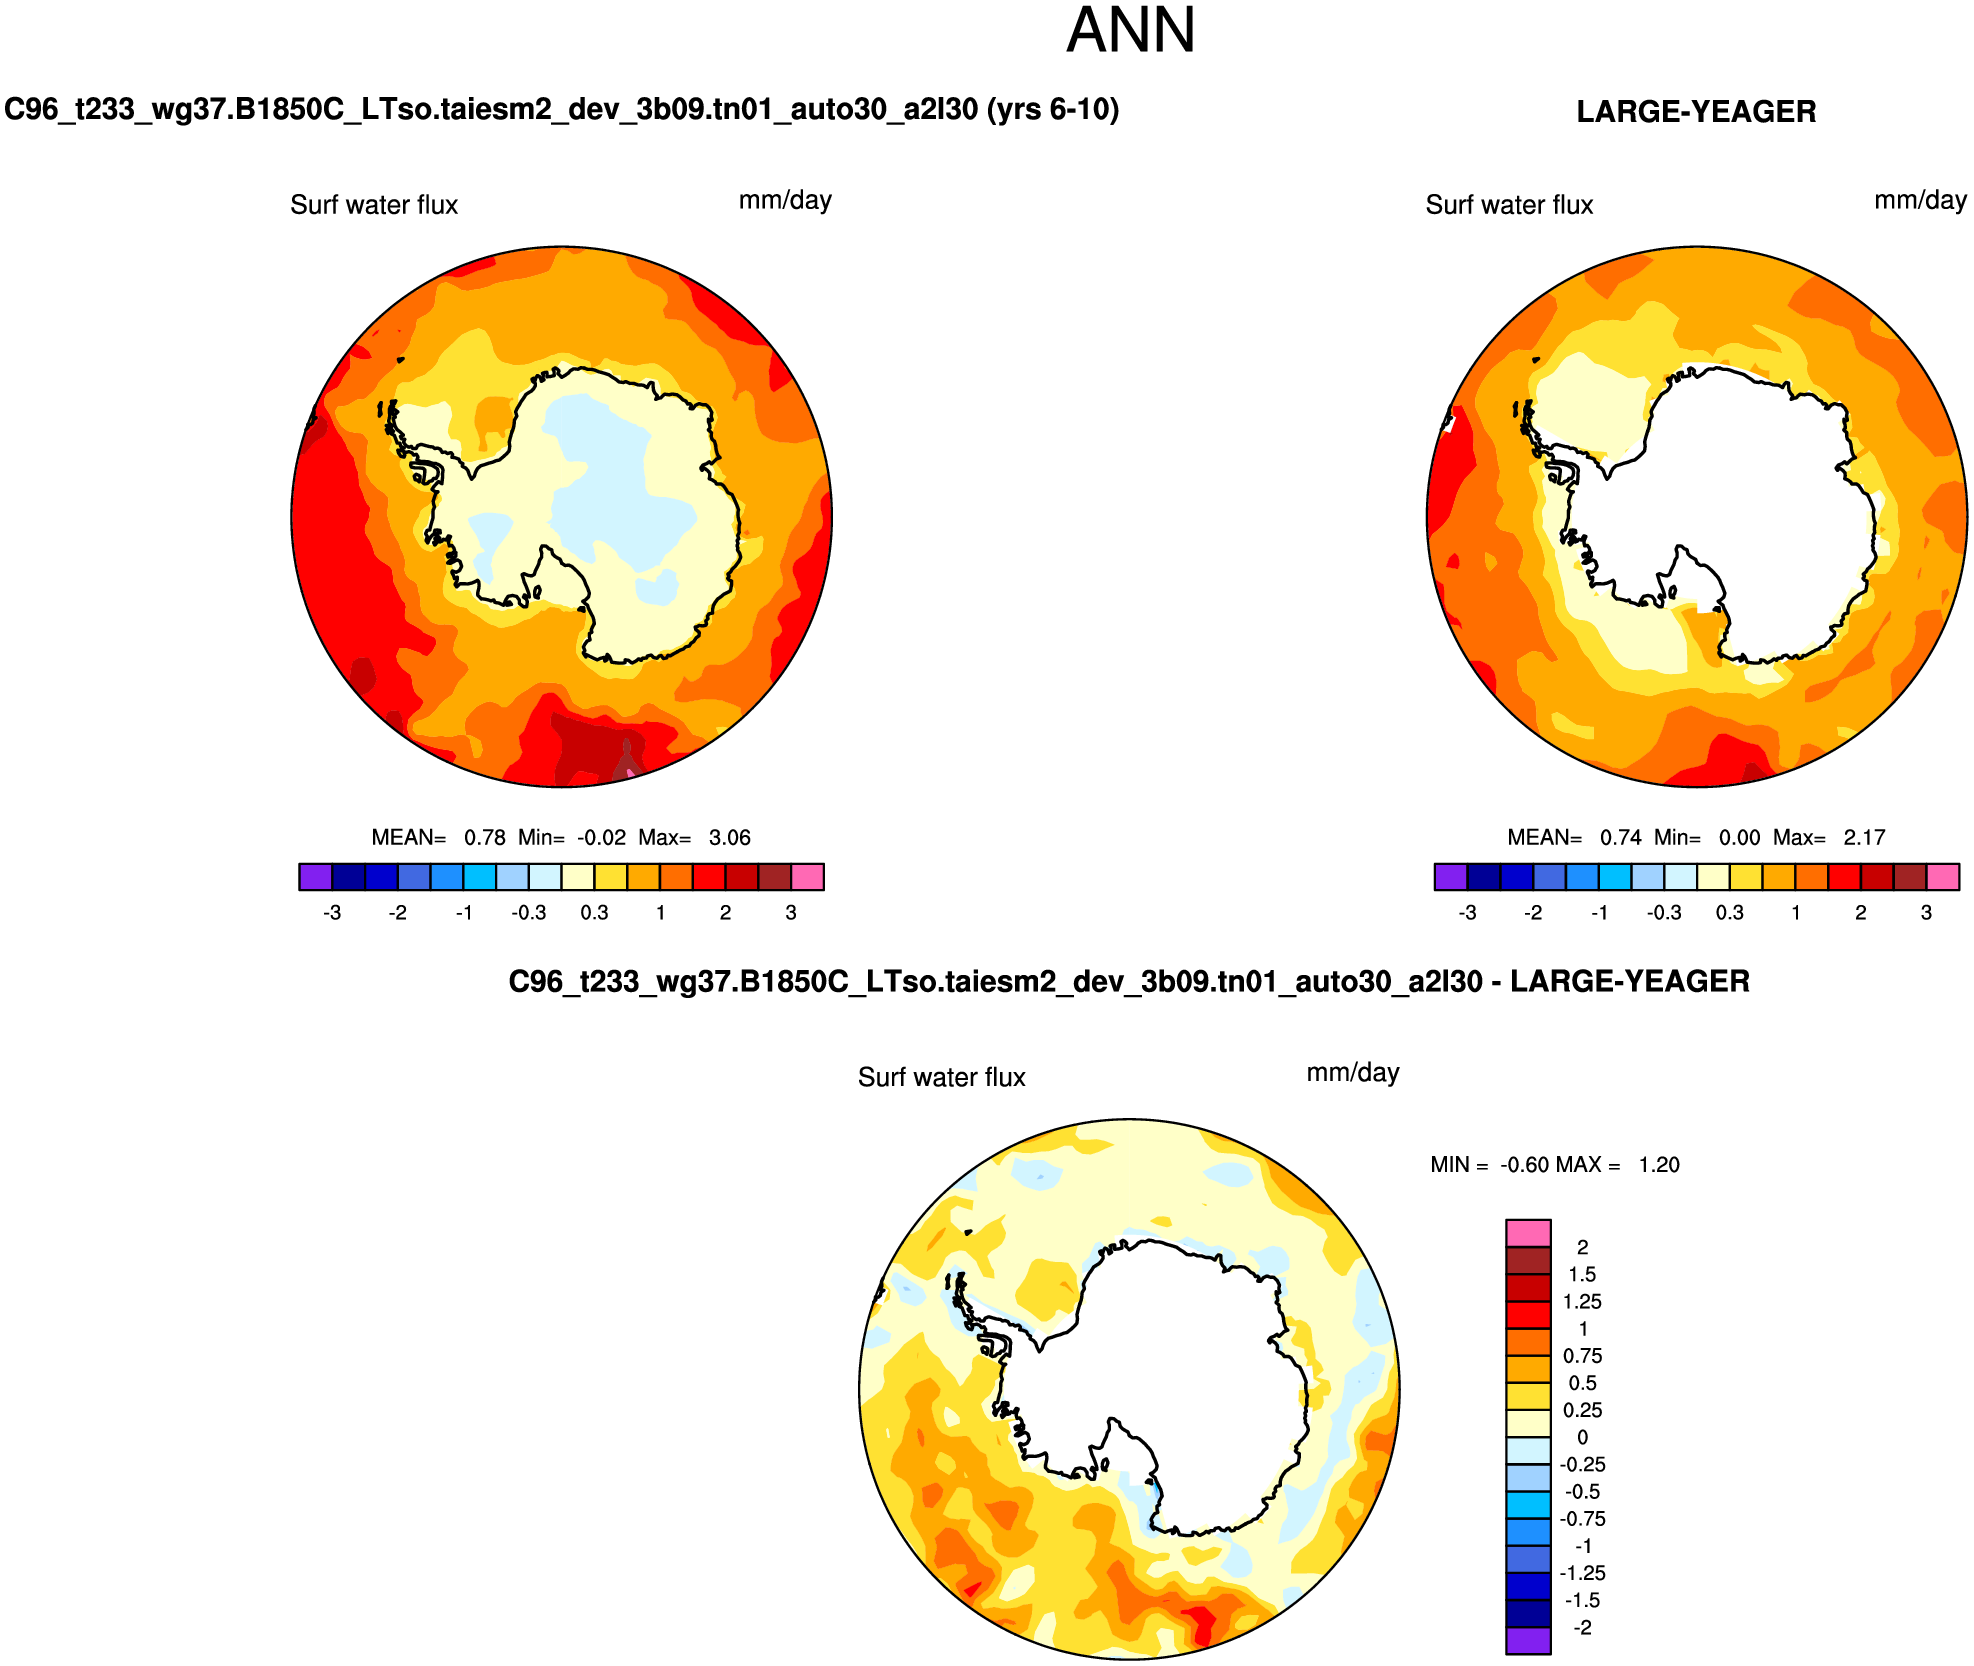 ANN
C96_t233_wg37.B1850C_LTso.taiesm2_dev_3b09.tn01_auto30_a2l30 (yrs 6-10)
LARGE-YEAGER
Surf water flux mm/day
Surf water flux mm/day
MEAN= 0.78 Min= -0.02 Max= 3.06
-3 -2 -1 -0.3 0.3 1 2 3
MEAN= 0.74 Min= 0.00 Max= 2.17
-3 -2 -1 -0.3 0.3 1 2 3
C96_t233_wg37.B1850C_LTso.taiesm2_dev_3b09.tn01_auto30_a2l30 - LARGE-YEAGER
Surf water flux mm/day
MIN = -0.60 MAX = 1.20
2
1.5
1.25
1
0.75
0.5
0.25
0
-0.25
-0.5
-0.75
-1
-1.25
-1.5
-2